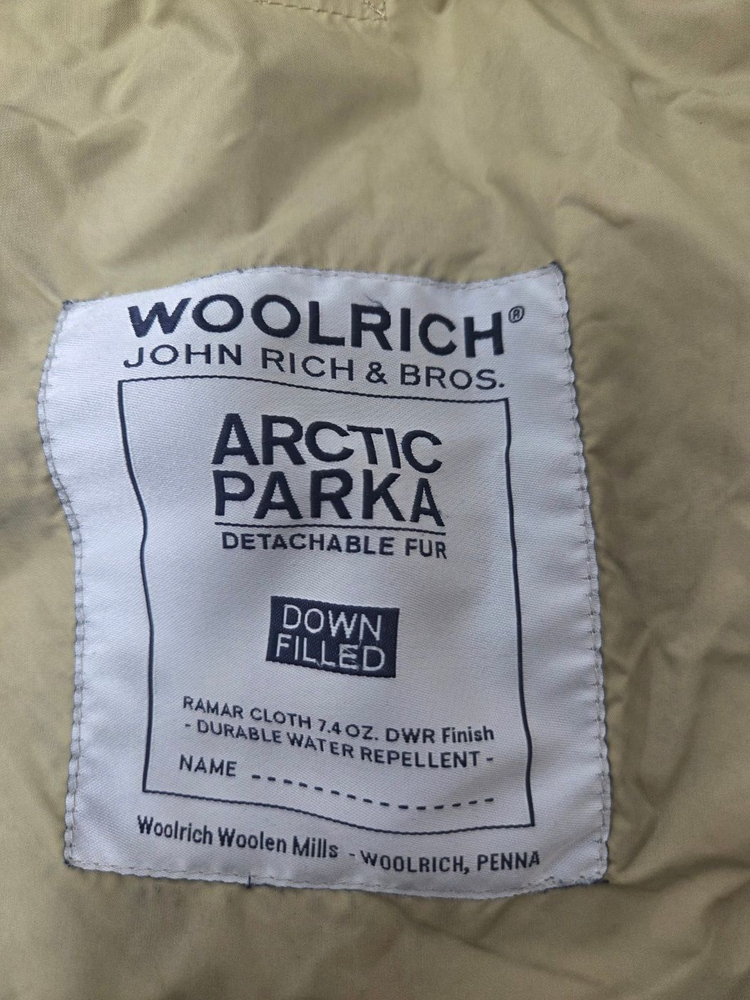 WOOLRICH®
JOHN RICH & BROS.
ARCTIC
PARKA
DETACHABLE FUR
DOWN
FILLED
RAMAR CLOTH 7.4 OZ. DWR Finish
- DURABLE WATER REPELLENT -
NAME ----------------
Woolrich Woolen Mills - WOOLRICH, PENNA